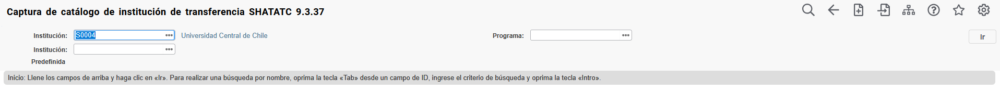 Captura de catálogo de institución de transferencia SHATATC 9.3.37
Institución: S0004 ••• Universidad Central de Chile Programa: ••• Ir
Institución: •••
Predefinida
Inicio: Llene los campos de arriba y haga clic en «Ir». Para realizar una búsqueda por nombre, oprima la tecla «Tab» desde un campo de ID, ingrese el criterio de búsqueda y oprima la tecla «Intro».